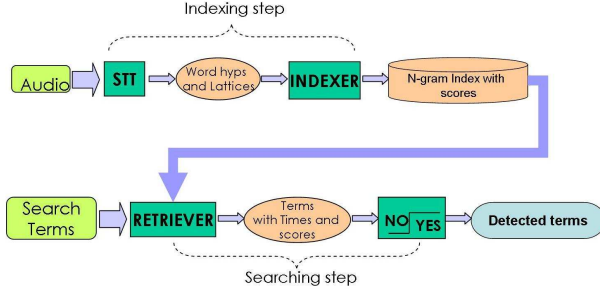 Indexing step
Audio
STT
Word hyps
and Lattices
INDEXER
N-gram Index with
scores
Search
Terms
RETRIEVER
Terms
with Times and
scores
NO YES
Detected terms
Searching step